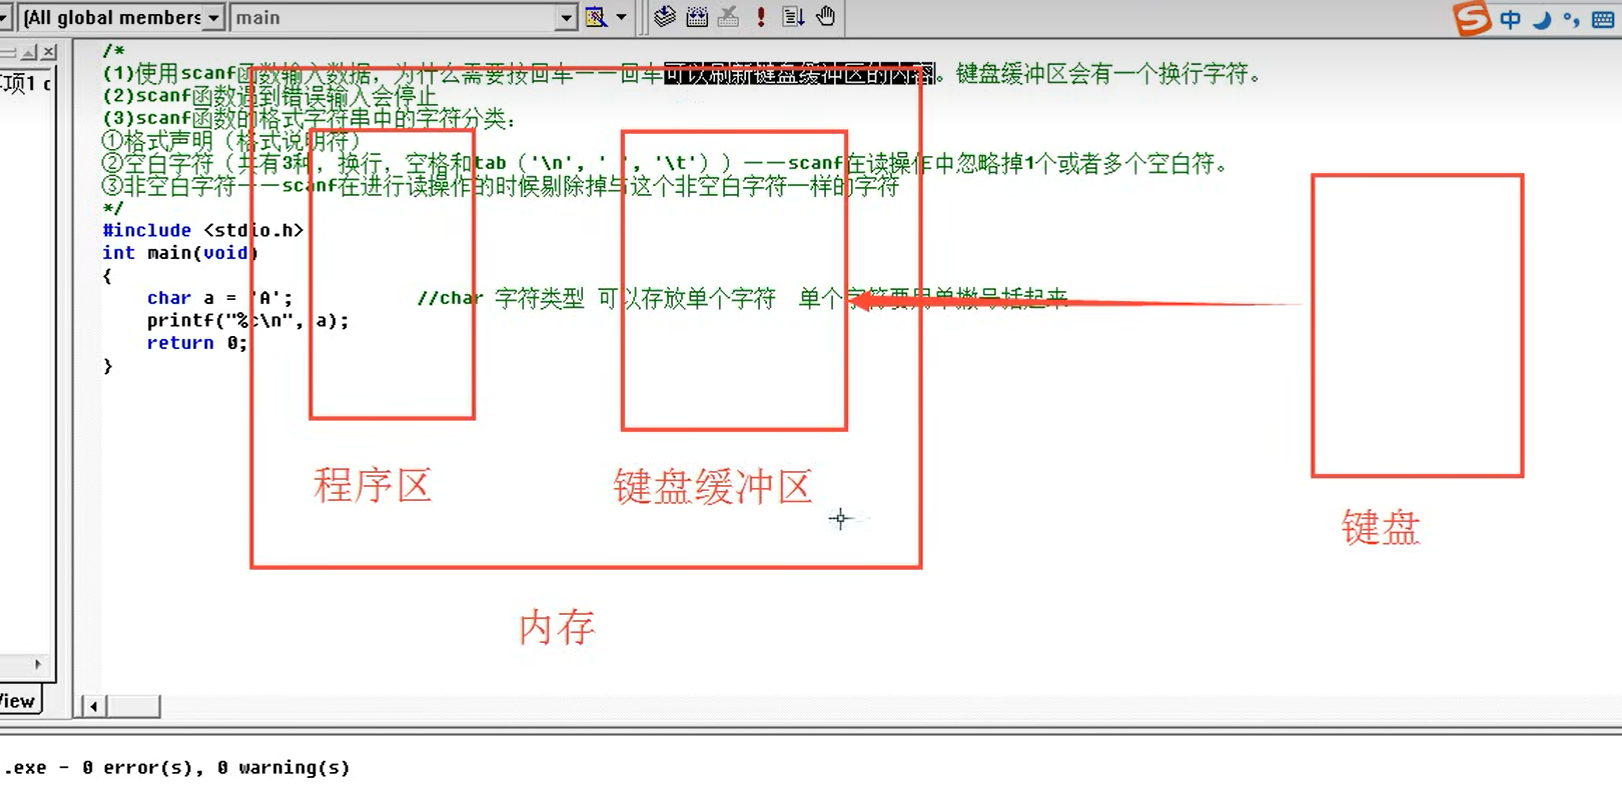 (All global members
main
中
/*
项1 c
(1)使用scanf函数输入数据，为什么需要按回车——回车可以刷新键盘缓冲区的内容。键盘缓冲区会有一个换行字符。
(2)scanf函数遇到错误输入会停止
(3)scanf函数的格式字符串中的字符分类：
①格式声明（格式说明符）
②空白字符（共有3种，换行，空格和tab（'\n', ' ', '\t'））——scanf在读操作中忽略掉1个或者多个空白符。
③非空白字符——scanf在进行读操作的时候剔除掉与这个非空白字符一样的字符
*/
#include <stdio.h>
int main(void)
{
char a = 'A'; //char 字符类型 可以存放单个字符 单个字符要用单撇号括起来
printf("%c\n", a);
return 0;
}
程序区
键盘缓冲区
键盘
内存
View
.exe - 0 error(s), 0 warning(s)